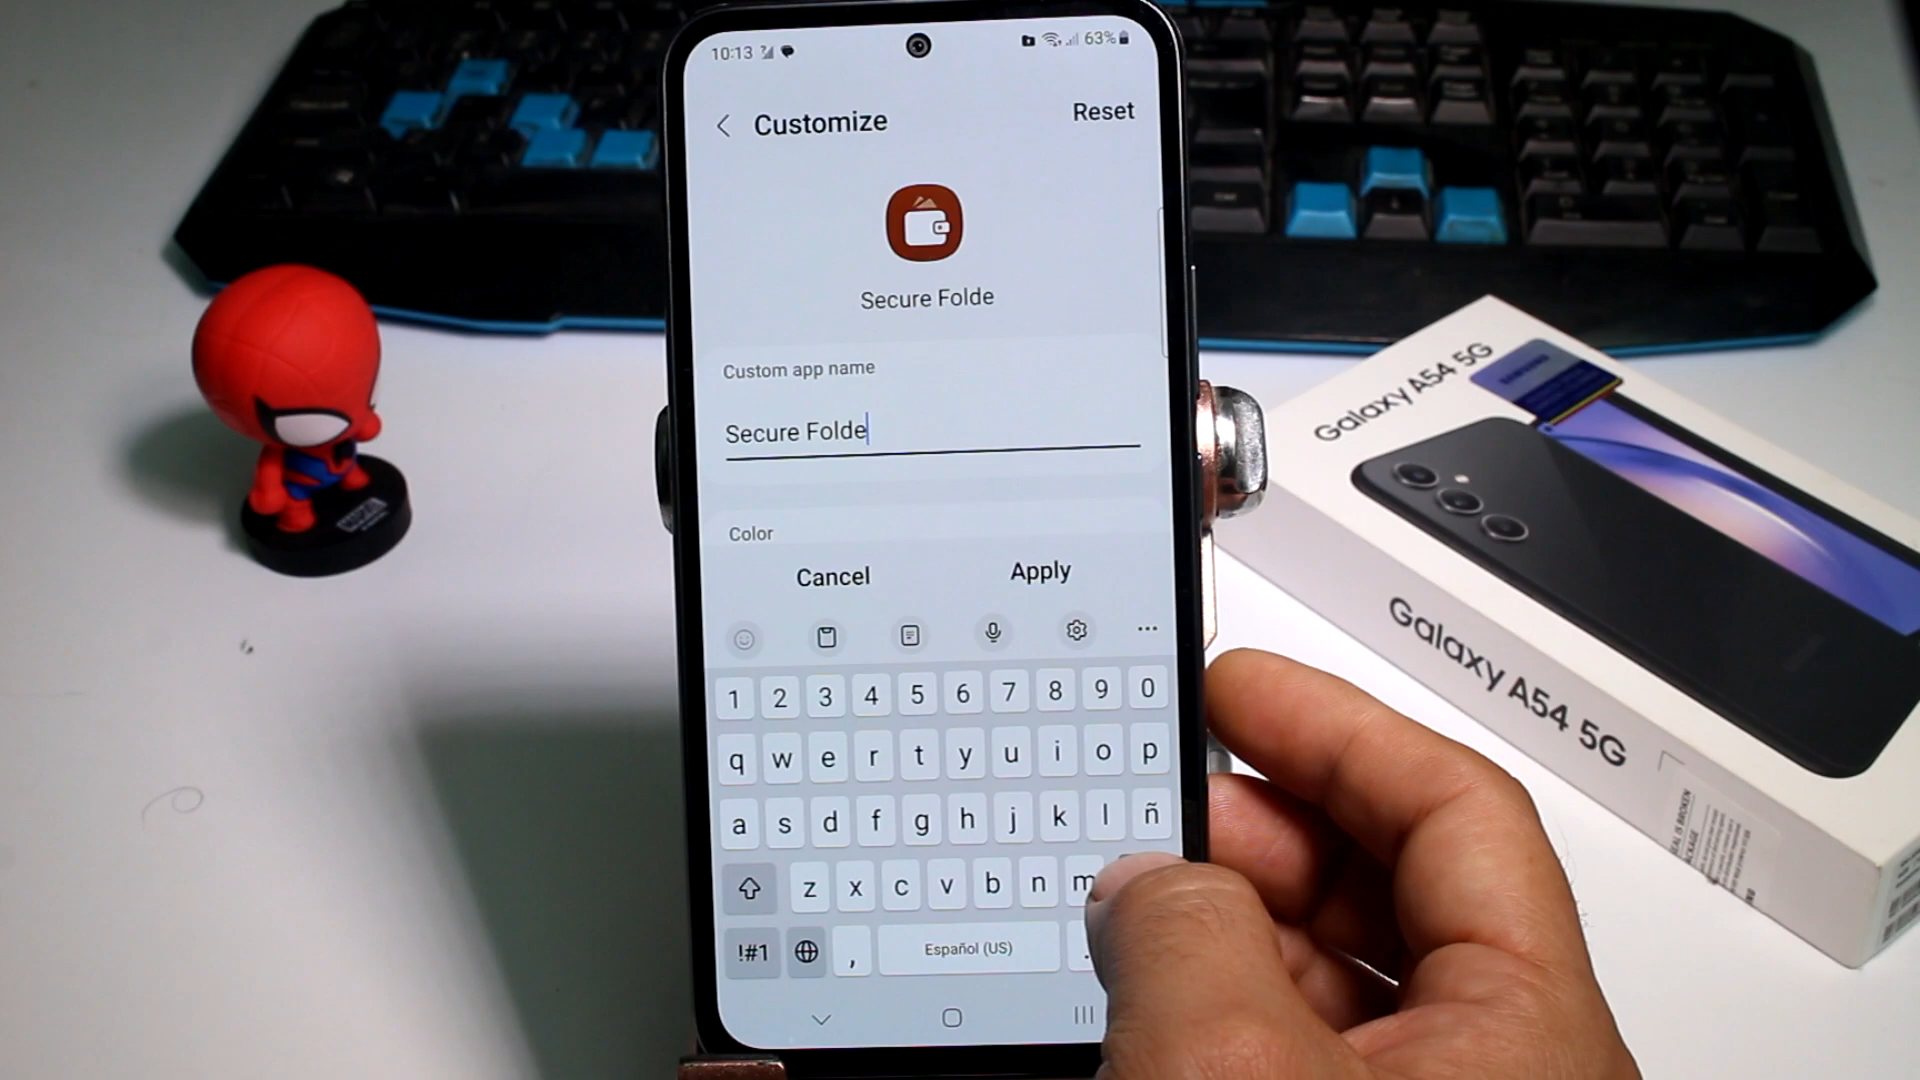 10:13
63%
Customize
Reset
Secure Folde
Custom app name
Secure Folde
Color
Cancel
Apply
1 2 3 4 5 6 7 8 9 0
q w e r t y u i o p
a s d f g h j k l ñ
z x c v b n m
!#1 , Español (US) .
Galaxy A54 5G
SAMSUNG
Galaxy A54 5G